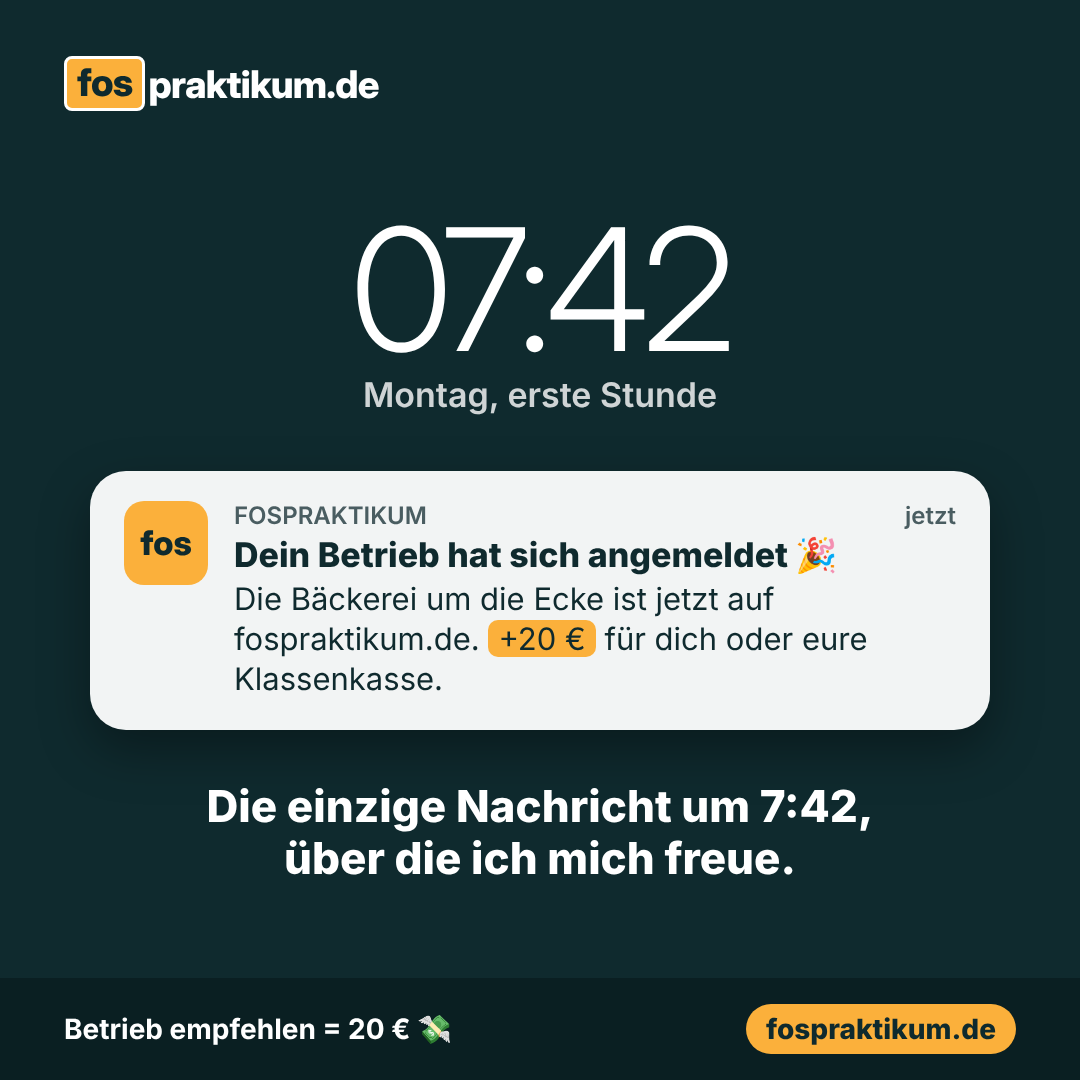 fospraktikum.de
07:42
Montag, erste Stunde
fos
FOSPRAKTIKUM
jetzt
Dein Betrieb hat sich angemeldet 🎉
Die Bäckerei um die Ecke ist jetzt auf
fospraktikum.de. +20 € für dich oder eure
Klassenkasse.
Die einzige Nachricht um 7:42,
über die ich mich freue.
Betrieb empfehlen = 20 € 💸
fospraktikum.de